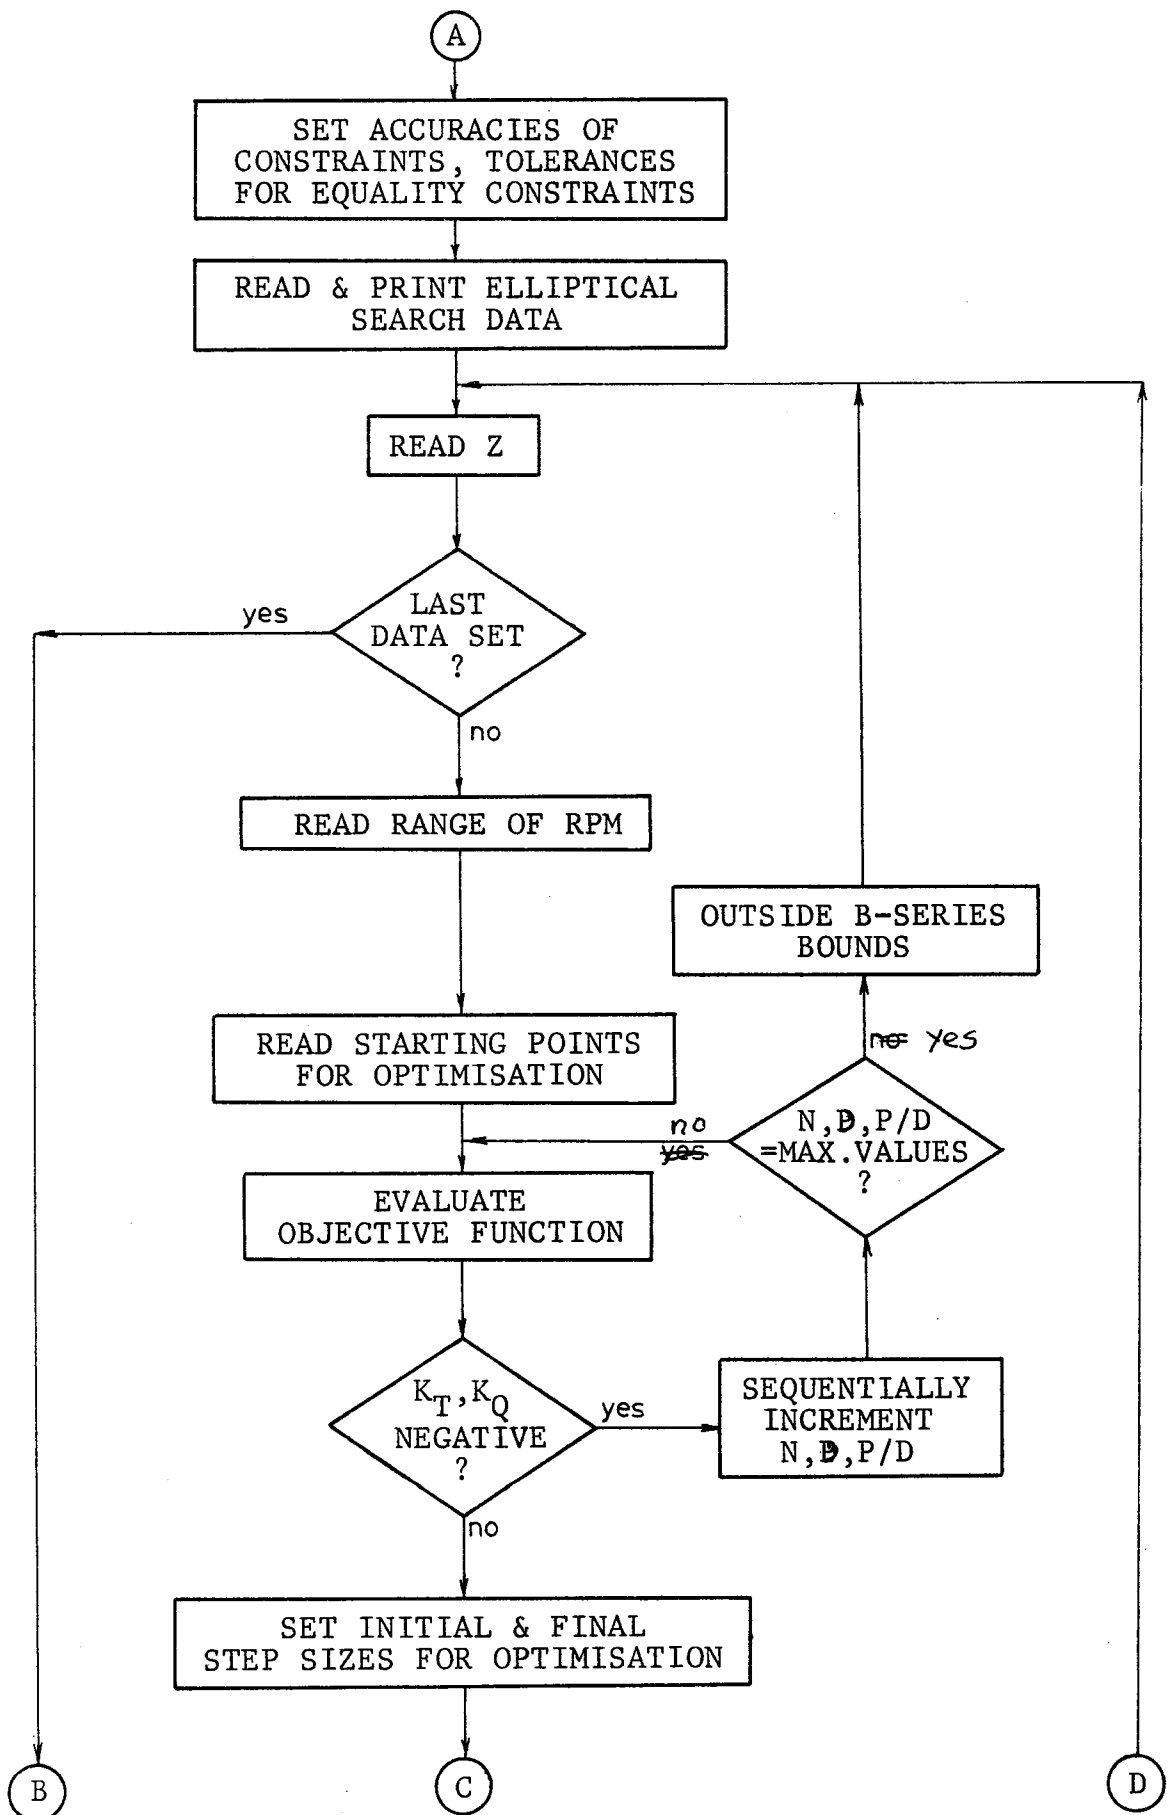 A
SET ACCURACIES OF
CONSTRAINTS, TOLERANCES
FOR EQUALITY CONSTRAINTS
READ & PRINT ELLIPTICAL
SEARCH DATA
READ Z
LAST
DATA SET
?
yes
no
READ RANGE OF RPM
OUTSIDE B-SERIES
BOUNDS
READ STARTING POINTS
FOR OPTIMISATION
no yes
N,D,P/D
=MAX.VALUES
?
no
yes
EVALUATE
OBJECTIVE FUNCTION
KT,KQ
NEGATIVE
?
yes
SEQUENTIALLY
INCREMENT
N,D,P/D
no
SET INITIAL & FINAL
STEP SIZES FOR OPTIMISATION
B
C
D